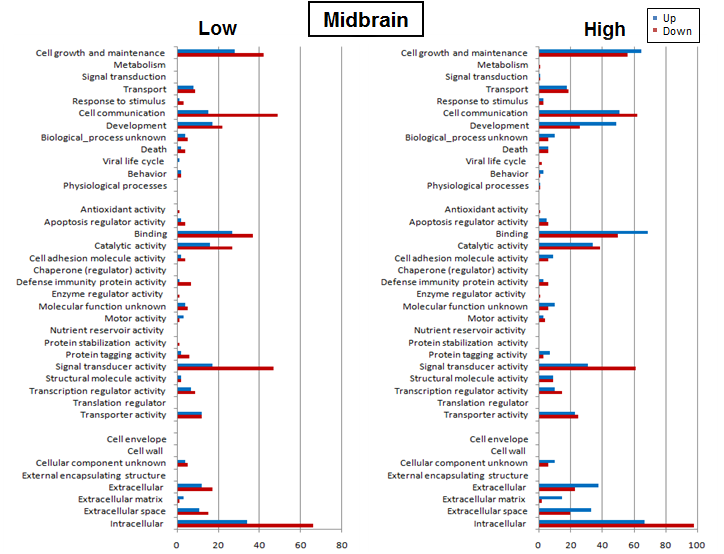 Midbrain
Low
High
Up
Down
Cell growth and maintenance
Metabolism
Signal transduction
Transport
Response to stimulus
Cell communication
Development
Biological_process unknown
Death
Viral life cycle
Behavior
Physiological processes
Antioxidant activity
Apoptosis regulator activity
Binding
Catalytic activity
Cell adhesion molecule activity
Chaperone (regulator) activity
Defense immunity protein activity
Enzyme regulator activity
Molecular function unknown
Motor activity
Nutrient reservoir activity
Protein stabilization activity
Protein tagging activity
Signal transducer activity
Structural molecule activity
Transcription regulator activity
Translation regulator
Transporter activity
Cell envelope
Cell wall
Cellular component unknown
External encapsulating structure
Extracellular
Extracellular matrix
Extracellular space
Intracellular
0 20 40 60 80
Cell growth and maintenance
Metabolism
Signal transduction
Transport
Response to stimulus
Cell communication
Development
Biological_process unknown
Death
Viral life cycle
Behavior
Physiological processes
Antioxidant activity
Apoptosis regulator activity
Binding
Catalytic activity
Cell adhesion molecule activity
Chaperone (regulator) activity
Defense immunity protein activity
Enzyme regulator activity
Molecular function unknown
Motor activity
Nutrient reservoir activity
Protein stabilization activity
Protein tagging activity
Signal transducer activity
Structural molecule activity
Transcription regulator activity
Translation regulator
Transporter activity
Cell envelope
Cell wall
Cellular component unknown
External encapsulating structure
Extracellular
Extracellular matrix
Extracellular space
Intracellular
0 20 40 60 80 100